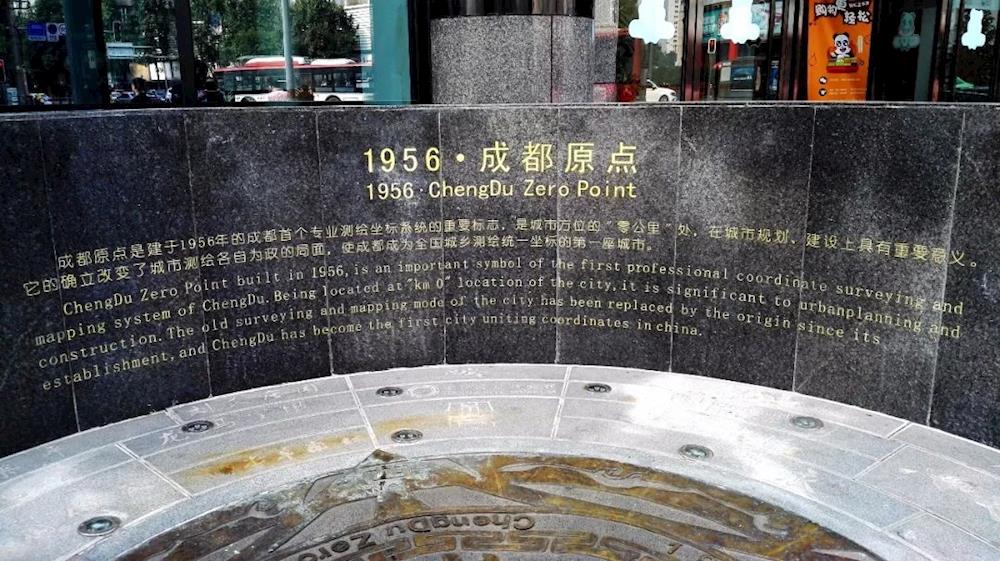 购物
轻松
1956·成都原点
1956·ChengDu Zero Point
成都原点是建于1956年的成都首个专业测绘坐标系统的重要标志，是城市方位的“零公里”处，在城市规划、建设上具有重要意义。
它的确立改变了城市测绘各自为政的局面，使成都成为全国城乡测绘统一坐标的第一座城市。
ChengDu Zero Point built in 1956, is an important symbol of the first professional coordinate surveying and
mapping system of ChengDu. Being located at "km 0" location of the city, it is significant to urbanplanning and
construction. The old surveying and mapping mode of the city has been replaced by the origin since its
establishment, and ChengDu has become the first city uniting coordinates in china.
ChengDu Zero